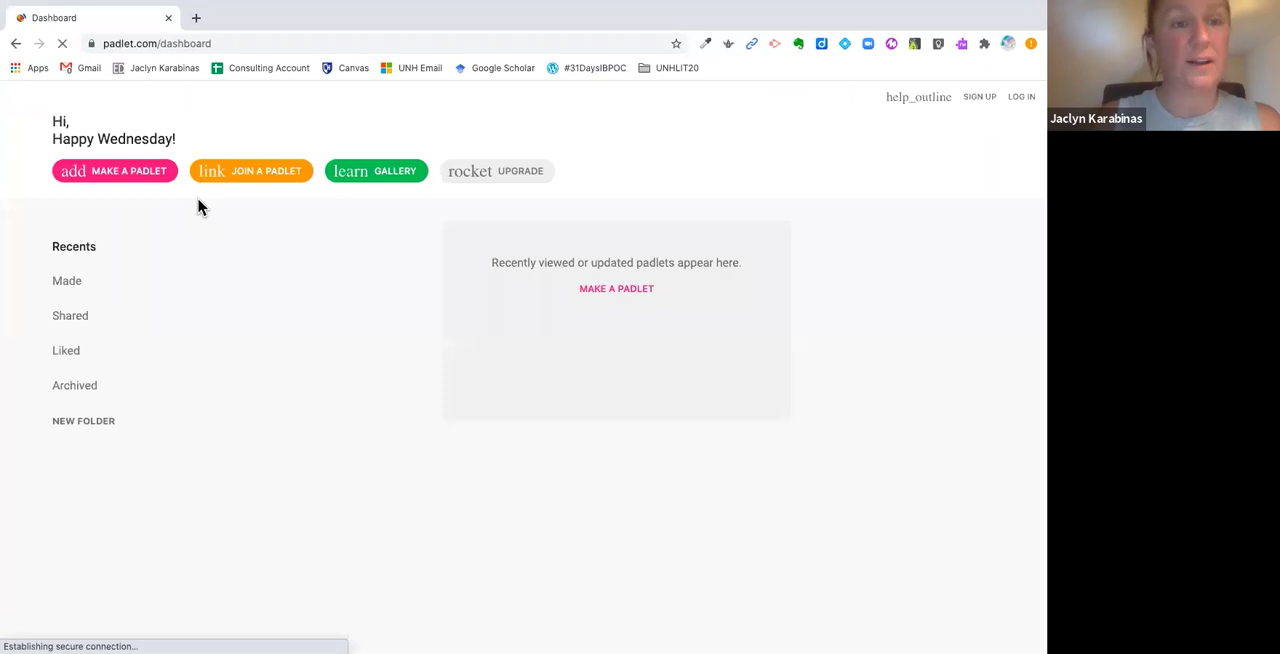 Dashboard
padlet.com/dashboard
Apps Gmail Jaclyn Karabinas Consulting Account Canvas UNH Email Google Scholar #31DaysIBPOC UNHLIT20
help_outline SIGN UP LOG IN
Jaclyn Karabinas
Hi,
Happy Wednesday!
add MAKE A PADLET link JOIN A PADLET learn GALLERY rocket UPGRADE
Recents
Made
Shared
Liked
Archived
NEW FOLDER
Recently viewed or updated padlets appear here.
MAKE A PADLET
Establishing secure connection...